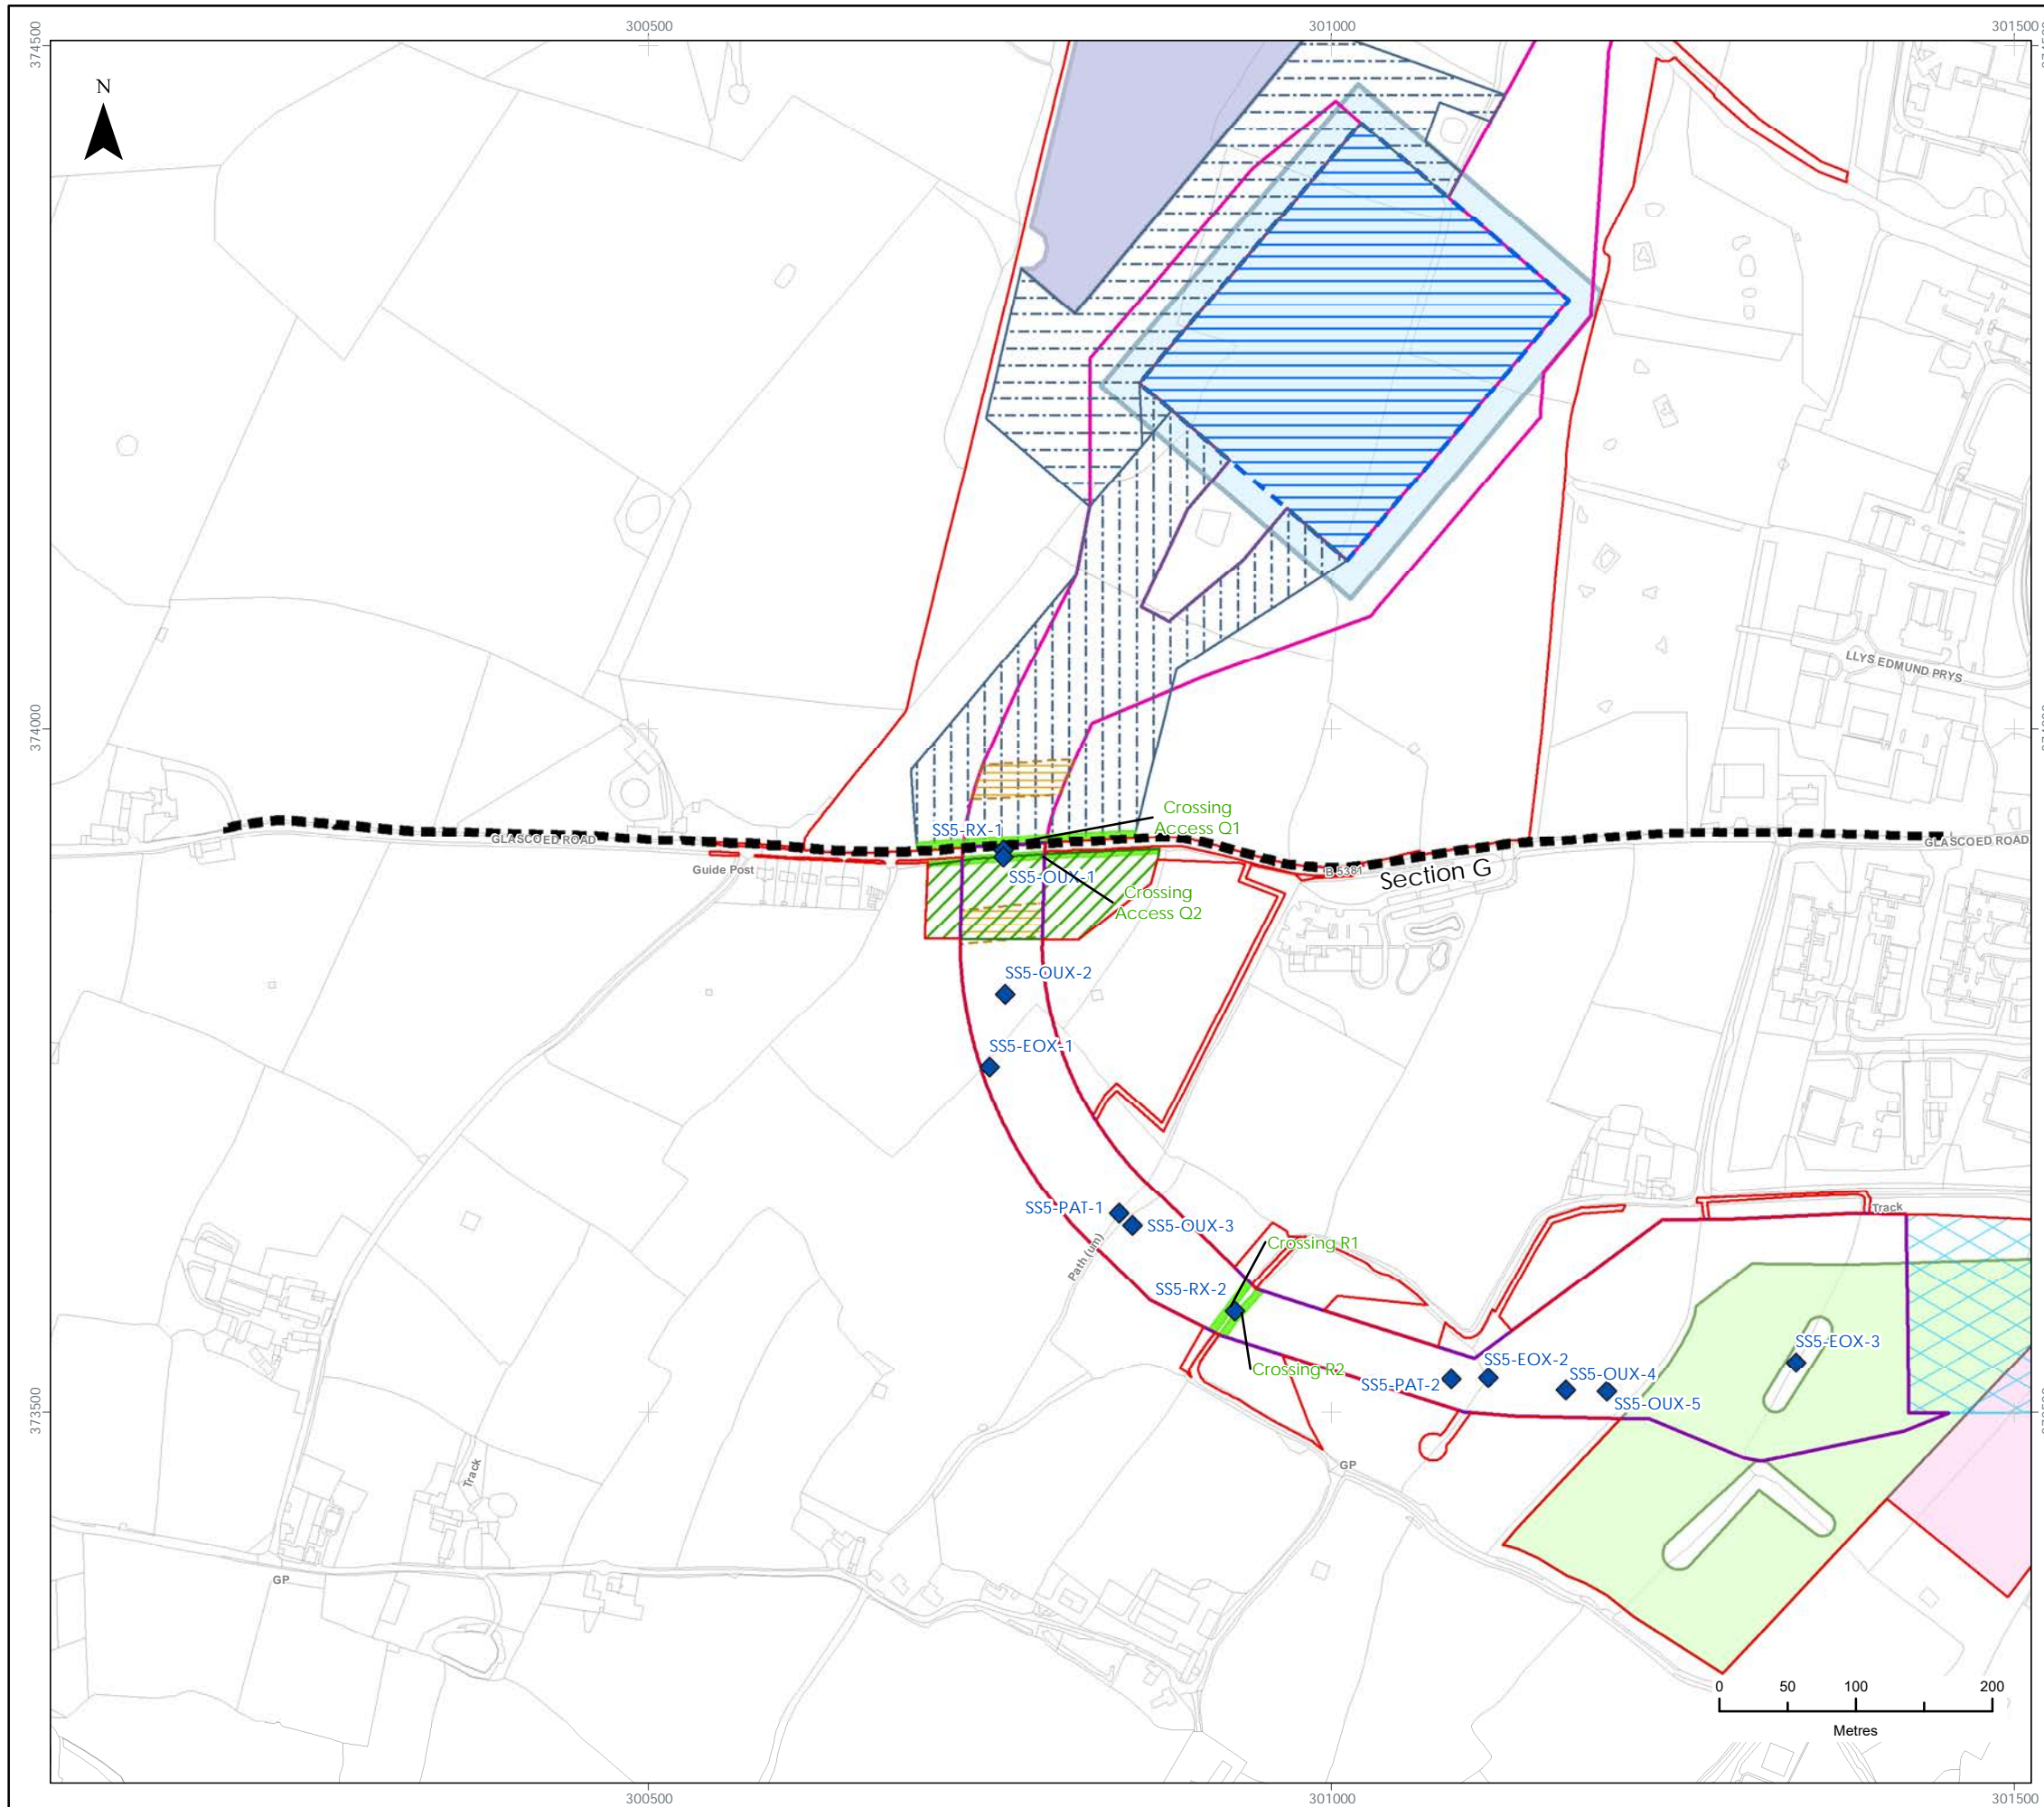 300500
301000
301500
374500
N
LLYS EDMUND PRYS
374000
Crossing
Access Q1
SS5-RX-1
GLASCOED ROAD
GLASCOED ROAD
Guide Post
B 5381
Section G
SS5-OUX-1
Crossing
Access Q2
SS5-OUX-2
SS5-EOX-1
SS5-PAT-1
SS5-OUX-3
Track
Path (um)
Crossing R1
SS5-RX-2
SS5-EOX-3
SS5-EOX-2
Crossing R2
SS5-PAT-2
SS5-OUX-4
SS5-OUX-5
373500
GP
Track
GP
0
50
100
200
Metres
300500
301000
301500